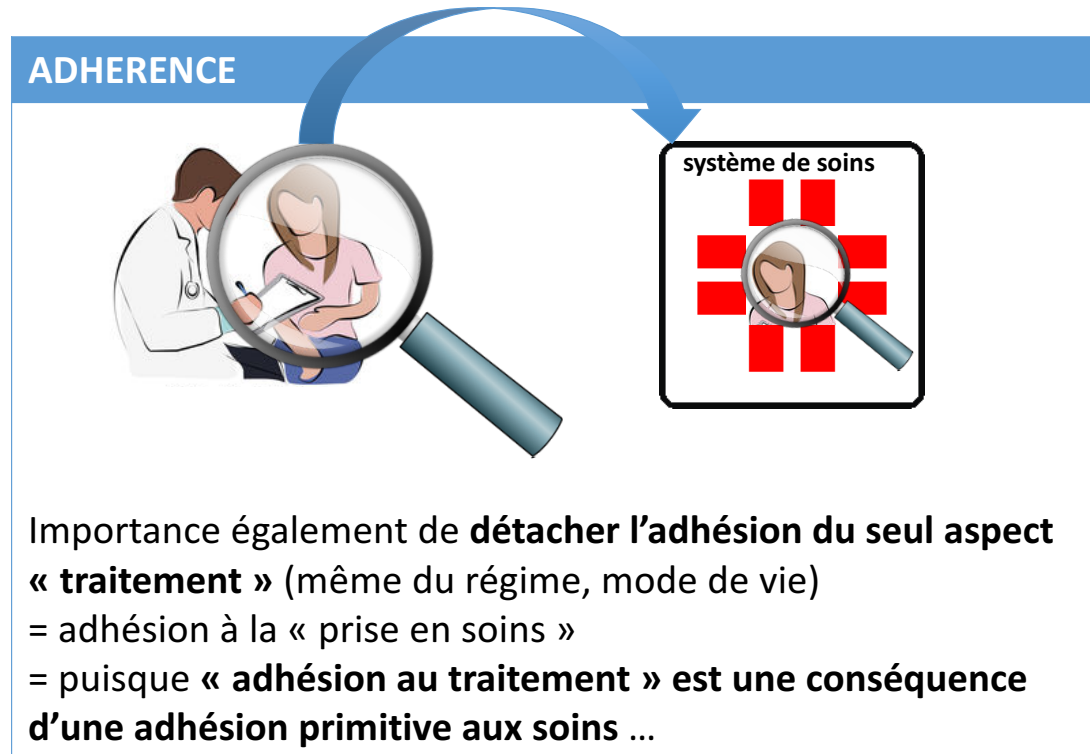 ADHERENCE
système de soins
Importance également de détacher l’adhésion du seul aspect
« traitement » (même du régime, mode de vie)
= adhésion à la « prise en soins »
= puisque « adhésion au traitement » est une conséquence
d’une adhésion primitive aux soins …